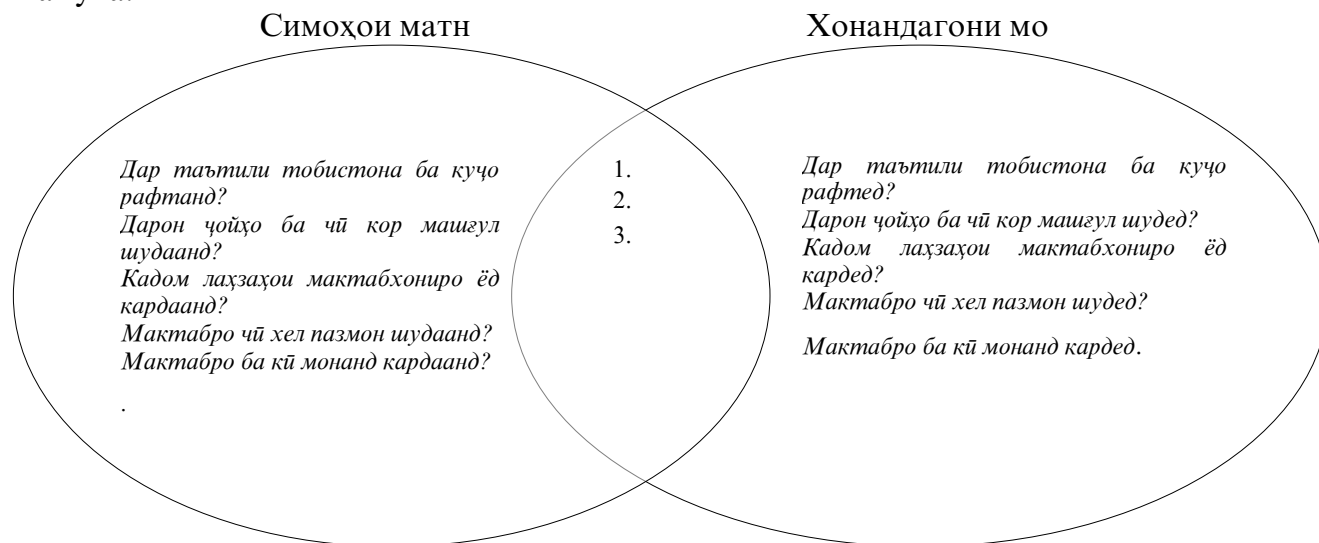 Симоҳои матн
Хонандагони мо
Дар таътили тобистона ба куҷо
рафтанд?
Дарон ҷойҳо ба чӣ кор машғул
шудаанд?
Кадом лаҳзаҳои мактабхониро ёд
кардаанд?
Мактабро чӣ хел пазмон шудаанд?
Мактабро ба кӣ монанд кардаанд?
.
1.
2.
3.
Дар таътили тобистона ба куҷо
рафтед?
Дарон ҷойҳо ба чӣ кор машғул шудед?
Кадом лаҳзаҳои мактабхониро ёд
кардед?
Мактабро чӣ хел пазмон шудед?
Мактабро ба кӣ монанд кардед.